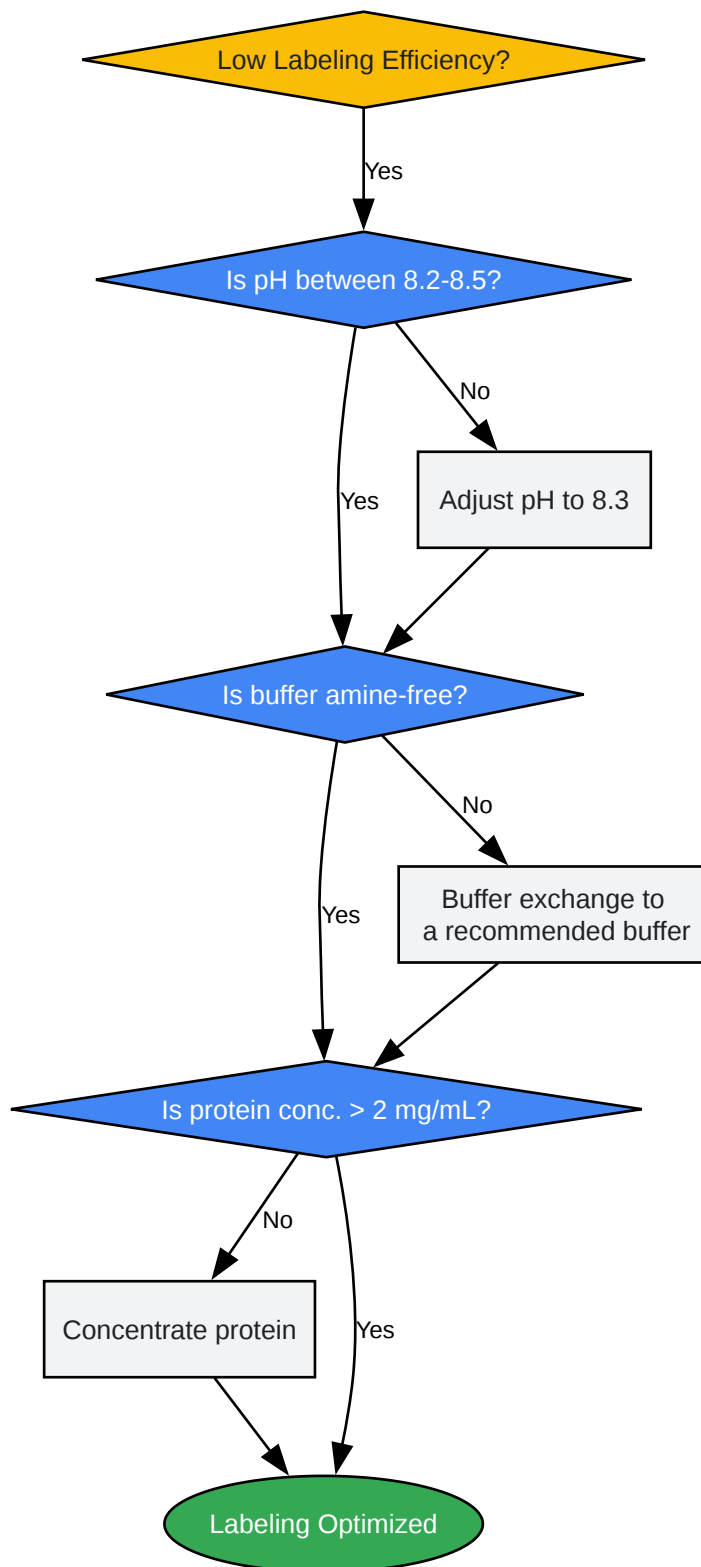 Low Labeling Efficiency?
Yes
Is pH between 8.2-8.5?
No
Yes
Adjust pH to 8.3
Is buffer amine-free?
No
Yes
Buffer exchange to
a recommended buffer
Is protein conc. > 2 mg/mL?
No
Yes
Concentrate protein
Labeling Optimized